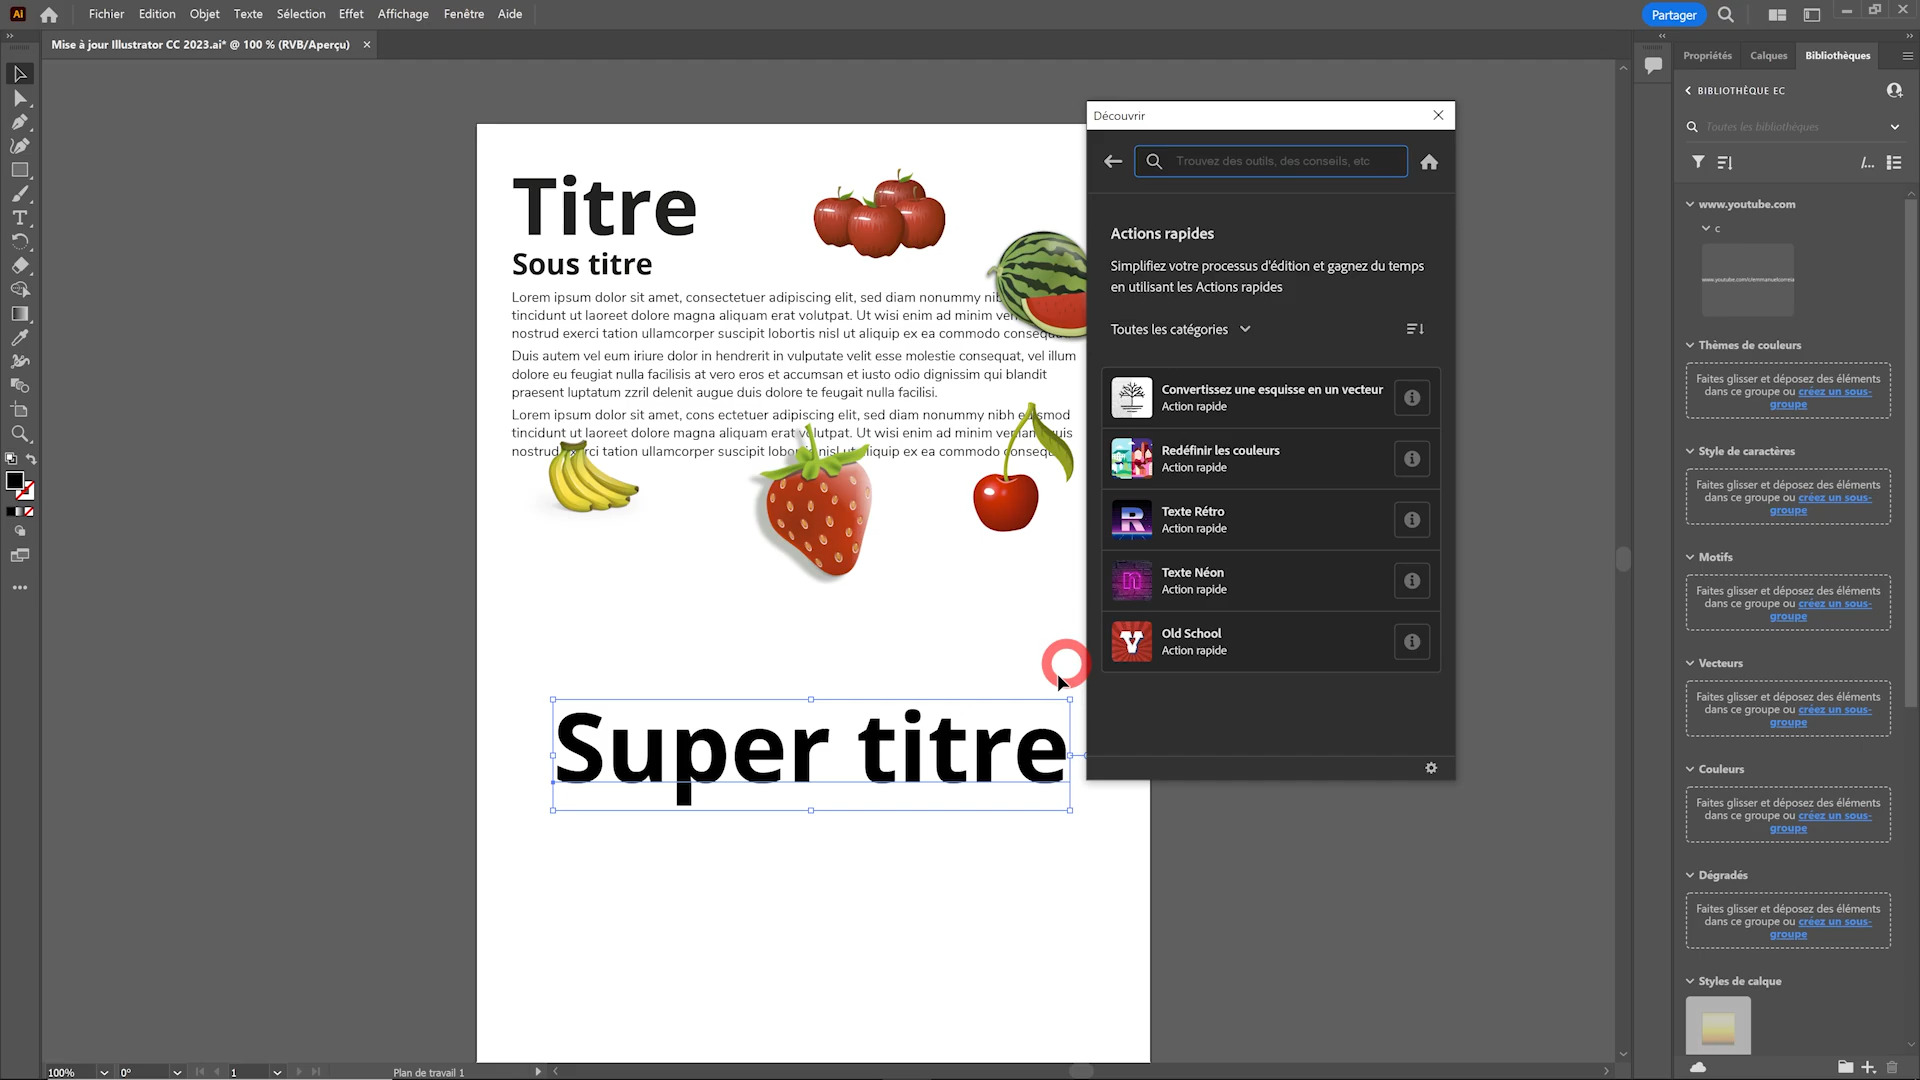 Ai
Fichier Edition Objet Texte Sélection Effet Affichage Fenêtre Aide
Partager
Mise à jour Illustrator CC 2023.ai* @ 100 % (RVB/Aperçu)
Titre
Sous titre
Lorem ipsum dolor sit amet, consectetuer adipiscing elit, sed diam nonummy
tincidunt ut laoreet dolore magna aliquam erat volutpat. Ut wisi enim ad minim
nostrud exerci tation ullamcorper suscipit lobortis nisl ut aliquip ex ea commodo
Duis autem vel eum iriure dolor in hendrerit in vulputate velit esse molestie consequat, vel illum
dolore eu feugiat nulla facilisis at vero eros et accumsan et iusto odio dignissim qui blandit
praesent luptatum zzril delenit augue duis dolore te feugait nulla facilisi.
Lorem ipsum dolor sit amet, cons ectetuer adipiscing elit, sed diam nonummy nibh
tincidunt ut laoreet dolore magna aliquam erat volutpat. Ut wisi enim ad minim
nostrud ullamcorper suscipit ex ea commodo
Super titre
Découvrir
Trouvez des outils, des conseils, etc
Actions rapides
Simplifiez votre processus d'édition et gagnez du temps
en utilisant les Actions rapides
Toutes les catégories
Convertissez une esquisse en un vecteur
Action rapide
Redéfinir les couleurs
Action rapide
Texte Rétro
Action rapide
Texte Néon
Action rapide
Old School
Action rapide
Propriétés Calques Bibliothèques
BIBLIOTHÈQUE EC
Toutes les bibliothèques
www.youtube.com
c
Thèmes de couleurs
Faites glisser et déposez des éléments
dans ce groupe ou créez un sous-
groupe
Style de caractères
Faites glisser et déposez des éléments
dans ce groupe ou créez un sous-
groupe
Motifs
Faites glisser et déposez des éléments
dans ce groupe ou créez un sous-
groupe
Vecteurs
Faites glisser et déposez des éléments
dans ce groupe ou créez un sous-
groupe
Couleurs
Faites glisser et déposez des éléments
dans ce groupe ou créez un sous-
groupe
Dégradés
Faites glisser et déposez des éléments
dans ce groupe ou créez un sous-
groupe
Styles de calque
100% 0° 1 Plan de travail 1